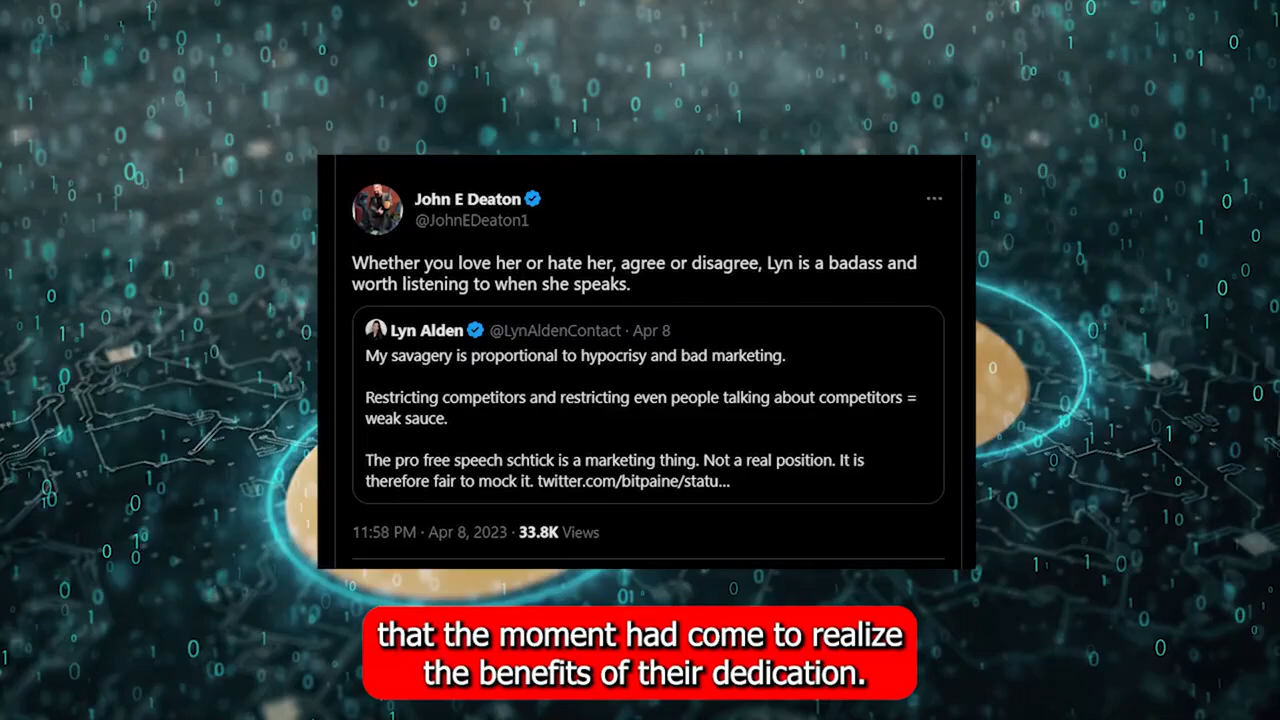 John E Deaton
@JohnEDeaton1
Whether you love her or hate her, agree or disagree, Lyn is a badass and
worth listening to when she speaks.
Lyn Alden @LynAldenContact · Apr 8
My savagery is proportional to hypocrisy and bad marketing.
Restricting competitors and restricting even people talking about competitors =
weak sauce.
The pro free speech schtick is a marketing thing. Not a real position. It is
therefore fair to mock it. twitter.com/bitpaine/statu...
11:58 PM · Apr 8, 2023 · 33.8K Views
that the moment had come to realize
the benefits of their dedication.